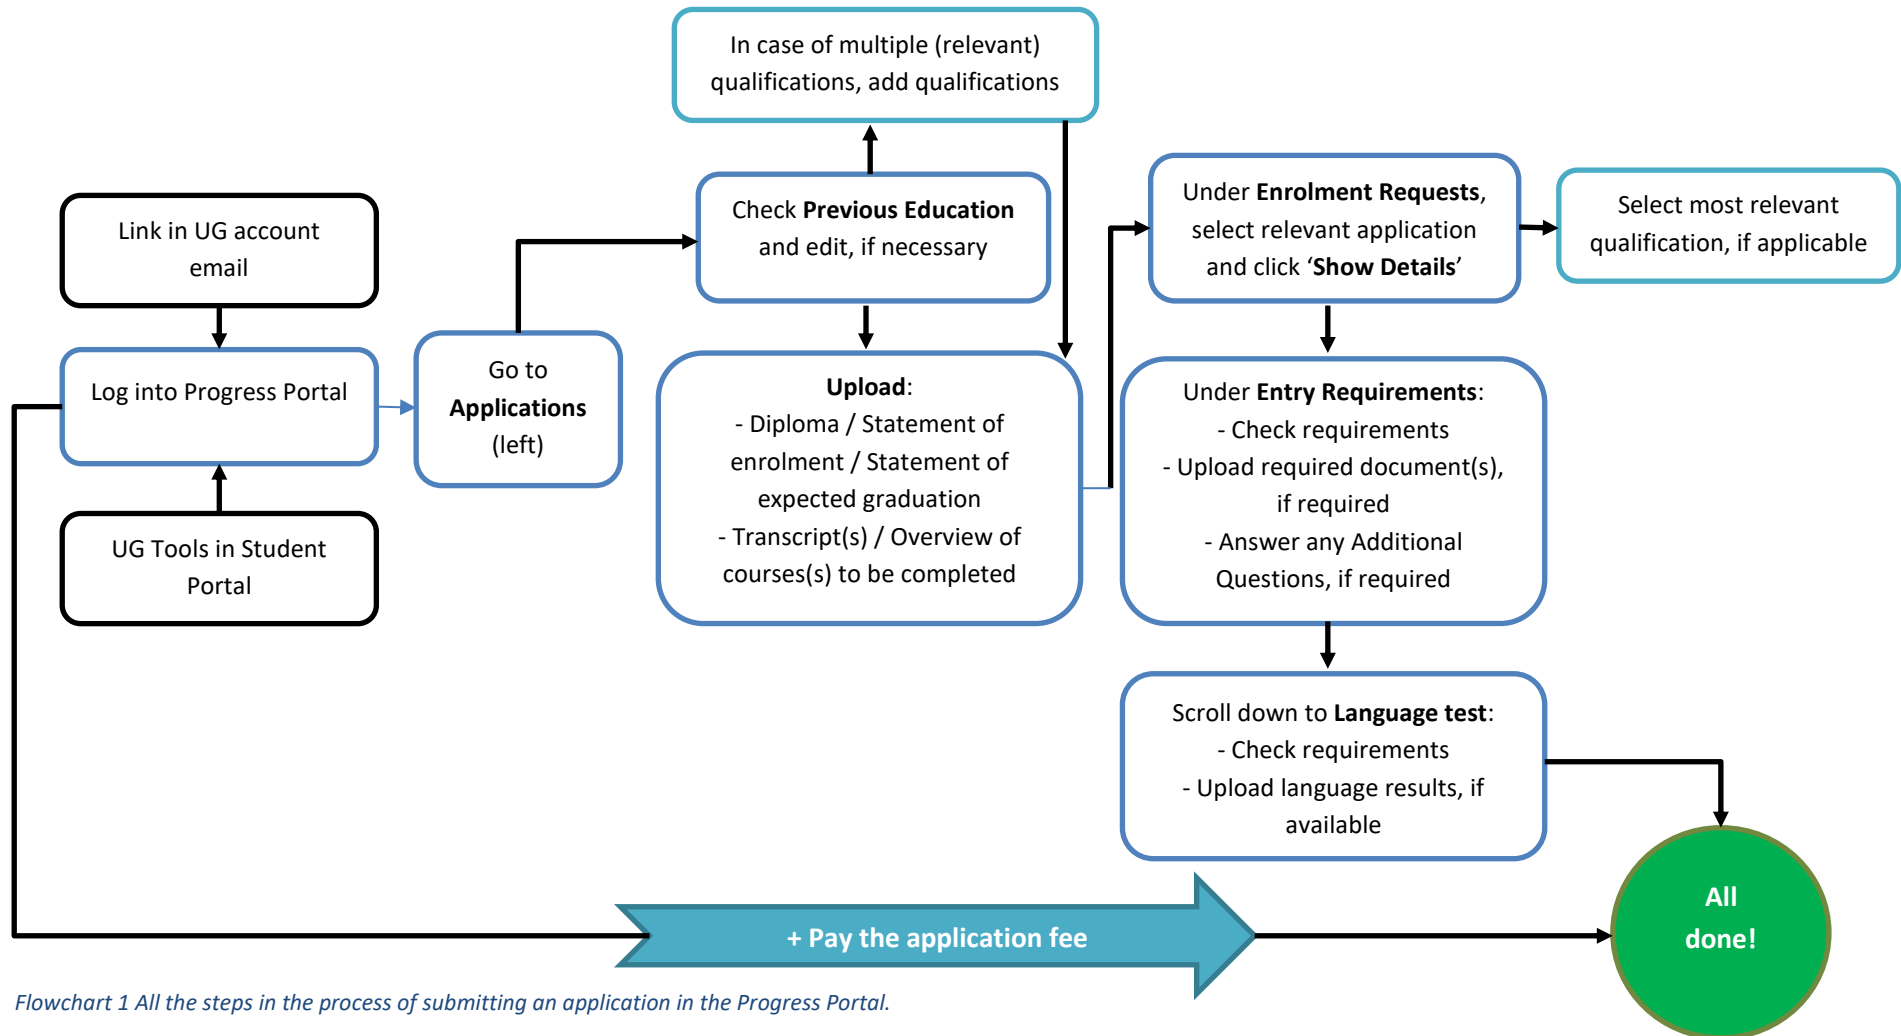 In case of multiple (relevant)
qualifications, add qualifications
Link in UG account
email
Log into Progress Portal
UG Tools in Student
Portal
Go to
Applications
(left)
Check Previous Education
and edit, if necessary
Upload:
- Diploma / Statement of
enrolment / Statement of
expected graduation
- Transcript(s) / Overview of
courses(s) to be completed
Under Enrolment Requests,
select relevant application
and click ‘Show Details’
Select most relevant
qualification, if applicable
Under Entry Requirements:
- Check requirements
- Upload required document(s),
if required
- Answer any Additional
Questions, if required
Scroll down to Language test:
- Check requirements
- Upload language results, if
available
+ Pay the application fee
All
done!
Flowchart 1 All the steps in the process of submitting an application in the Progress Portal.